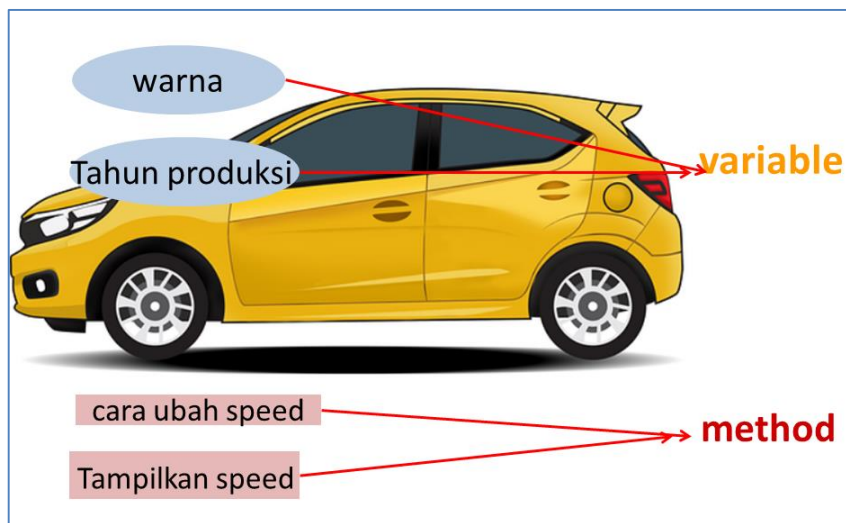 warna
Tahun produksi
variable
cara ubah speed
method
Tampilkan speed